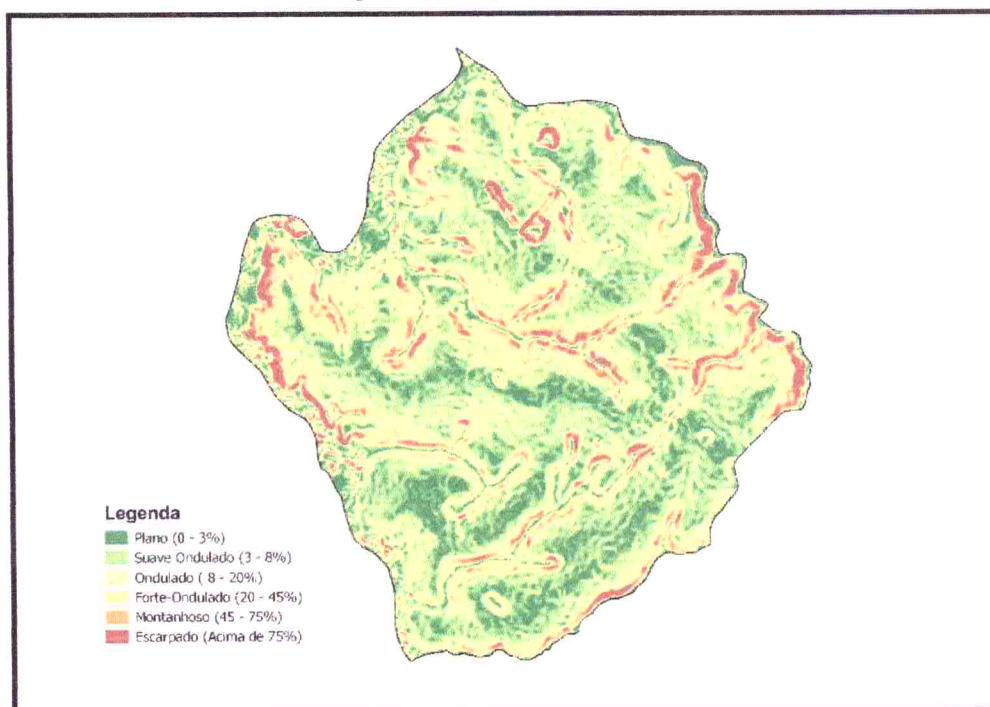 Legenda
Plano (0 - 3%)
Suave Ondulado (3 - 8%)
Ondulado ( 8 - 20%)
Forte-Ondulado (20 - 45%)
Montanhoso (45 - 75%)
Escarpado (Acima de 75%)